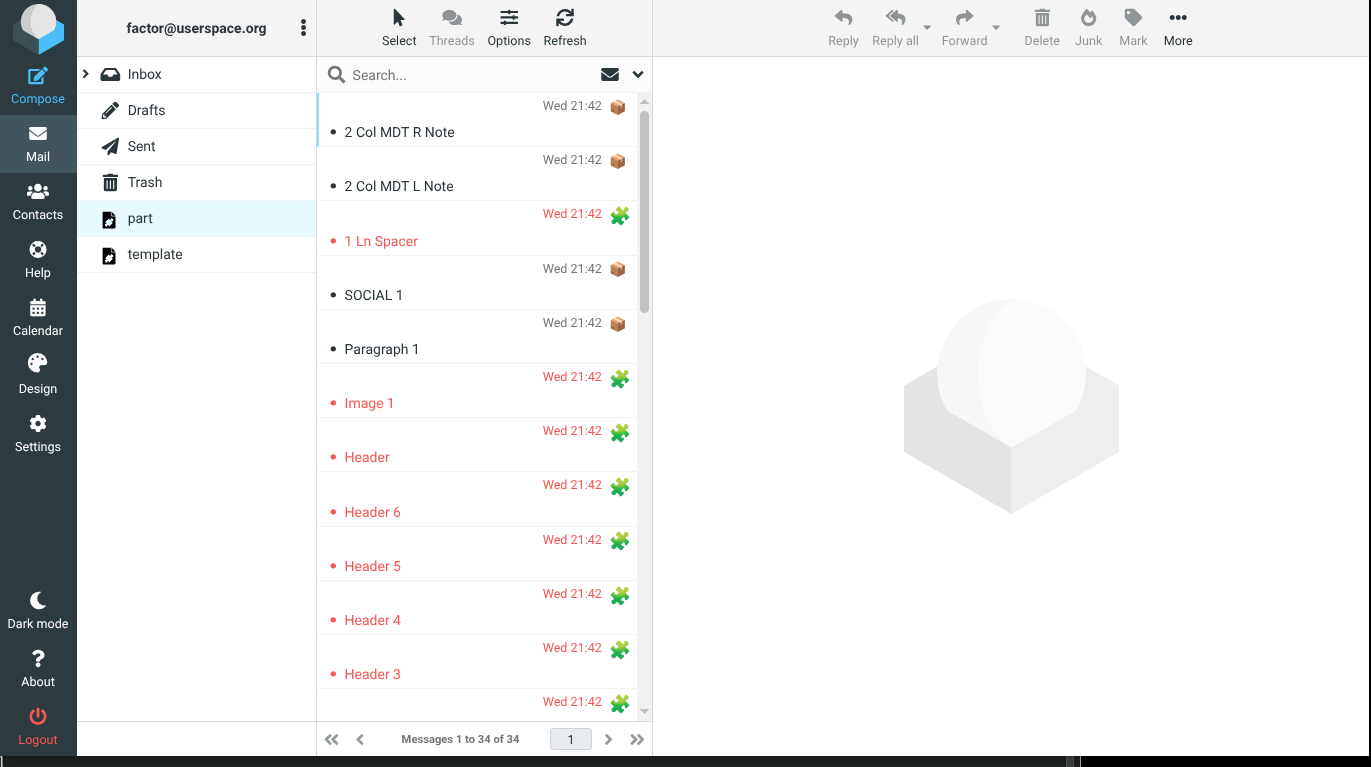 factor@userspace.org
Compose
Mail
Contacts
Help
Calendar
Design
Settings
Dark mode
About
Logout
Inbox
Drafts
Sent
Trash
part
template
Select
Threads
Options
Refresh
Search...
Wed 21:42
2 Col MDT R Note
Wed 21:42
2 Col MDT L Note
Wed 21:42
1 Ln Spacer
Wed 21:42
SOCIAL 1
Wed 21:42
Paragraph 1
Wed 21:42
Image 1
Wed 21:42
Header
Wed 21:42
Header 6
Wed 21:42
Header 5
Wed 21:42
Header 4
Wed 21:42
Header 3
Wed 21:42
Messages 1 to 34 of 34
1
Reply
Reply all
Forward
Delete
Junk
Mark
More